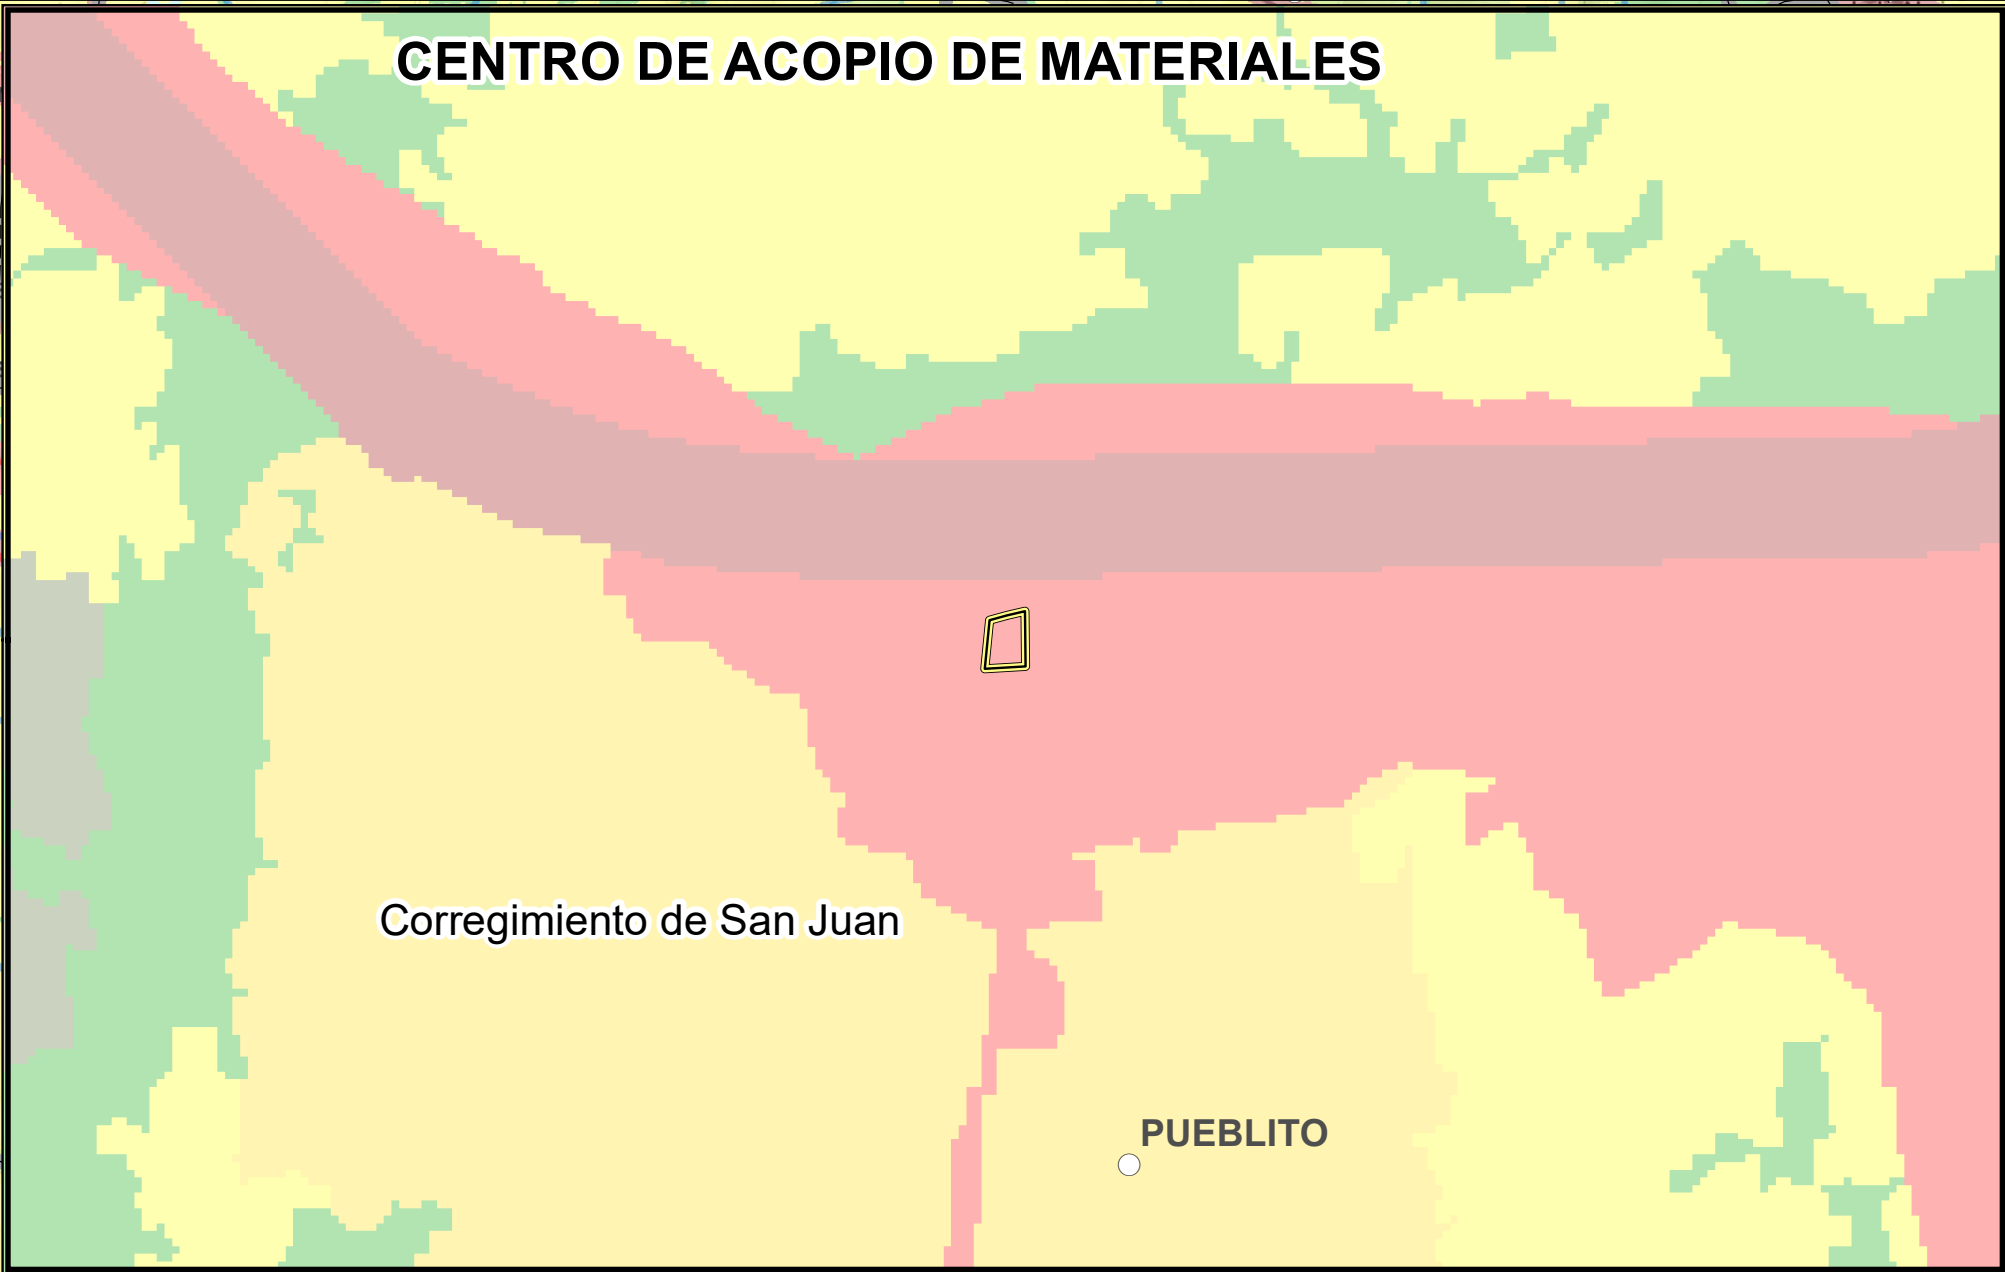 CENTRO DE ACOPIO DE MATERIALES
Corregimiento de San Juan
PUEBLITO